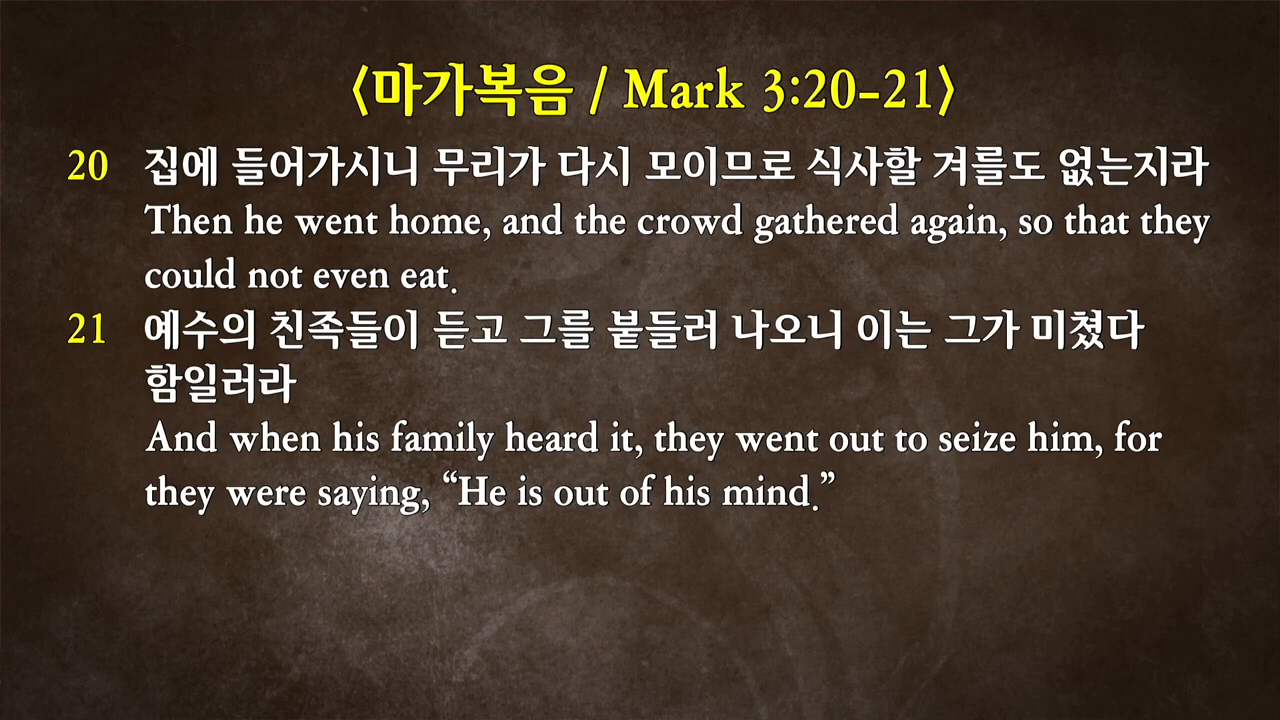 〈마가복음 / Mark 3:20-21〉
20 집에 들어가시니 무리가 다시 모이므로 식사할 겨를도 없는지라
Then he went home, and the crowd gathered again, so that they
could not even eat.
21 예수의 친족들이 듣고 그를 붙들러 나오니 이는 그가 미쳤다
함일러라
And when his family heard it, they went out to seize him, for
they were saying, “He is out of his mind.”